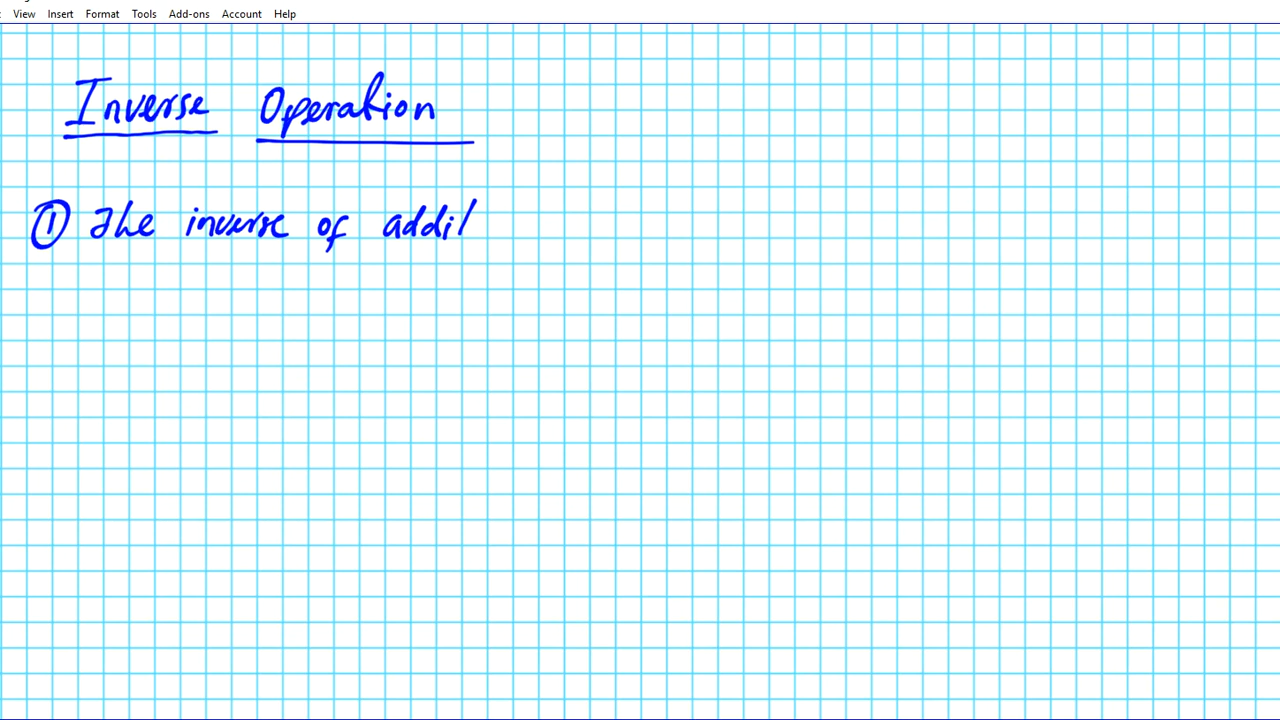 View Insert Format Tools Add-ons Account Help
Inverse Operation
① The inverse of addit